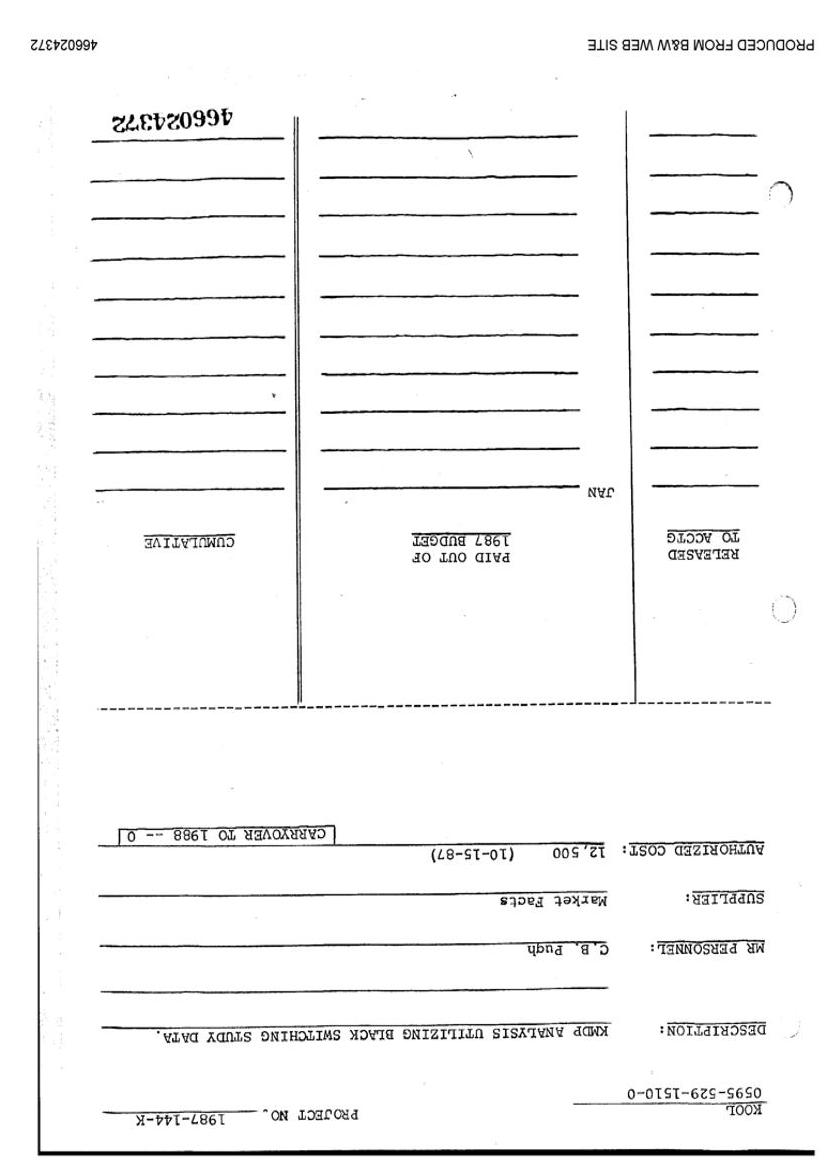 KOOL PROJECT NO. 1987-144-K
0595-529-1510-0
DESCRIPTION: KMDP ANALYSIS UTILIZING BLACK SWITCHING STUDY DATA.
MR PERSONNEL: C.B. Pugh
SUPPLIER: Market Facts
AUTHORIZED COST: 12,500 (10-15-87)
CARRYOVER TO 1988 -- 0
RELEASED PAID OUT OF
TO ACCTG 1987 BUDGET CUMULATIVE
JAN
466024372
PRODUCED FROM B&W WEB SITE 466024372